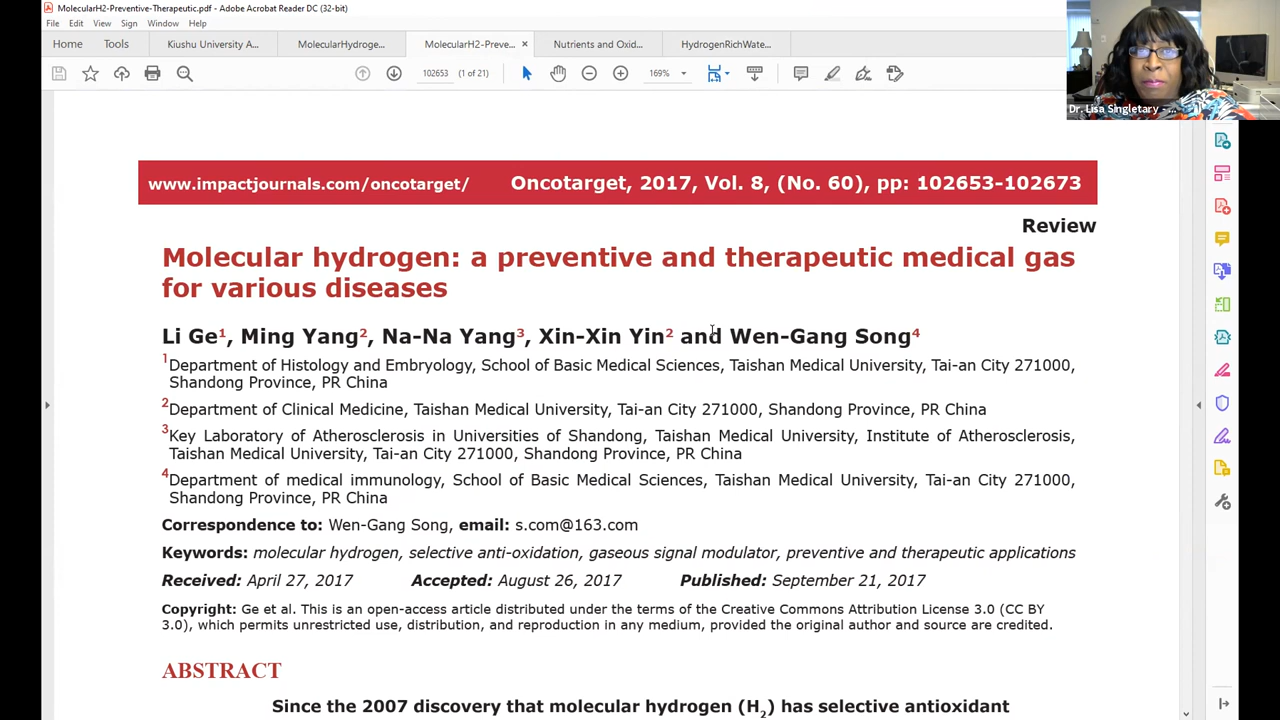 MolecularH2-Preventive-Therapeutic.pdf - Adobe Acrobat Reader DC (32-bit)
File Edit View Sign Window Help
Home Tools Kiushu University A... MolecularHydroge... MolecularH2-Preve... × Nutrients and Oxid... HydrogenRichWate...
102653 (1 of 21) 169%
Dr. Lisa Singletary - ...
www.impactjournals.com/oncotarget/ Oncotarget, 2017, Vol. 8, (No. 60), pp: 102653-102673
Review
Molecular hydrogen: a preventive and therapeutic medical gas
for various diseases
Li Ge1, Ming Yang2, Na-Na Yang3, Xin-Xin Yin2 and Wen-Gang Song4
1Department of Histology and Embryology, School of Basic Medical Sciences, Taishan Medical University, Tai-an City 271000,
Shandong Province, PR China
2Department of Clinical Medicine, Taishan Medical University, Tai-an City 271000, Shandong Province, PR China
3Key Laboratory of Atherosclerosis in Universities of Shandong, Taishan Medical University, Institute of Atherosclerosis,
Taishan Medical University, Tai-an City 271000, Shandong Province, PR China
4Department of medical immunology, School of Basic Medical Sciences, Taishan Medical University, Tai-an City 271000,
Shandong Province, PR China
Correspondence to: Wen-Gang Song, email: s.com@163.com
Keywords: molecular hydrogen, selective anti-oxidation, gaseous signal modulator, preventive and therapeutic applications
Received: April 27, 2017 Accepted: August 26, 2017 Published: September 21, 2017
Copyright: Ge et al. This is an open-access article distributed under the terms of the Creative Commons Attribution License 3.0 (CC BY
3.0), which permits unrestricted use, distribution, and reproduction in any medium, provided the original author and source are credited.
ABSTRACT
Since the 2007 discovery that molecular hydrogen (H2) has selective antioxidant